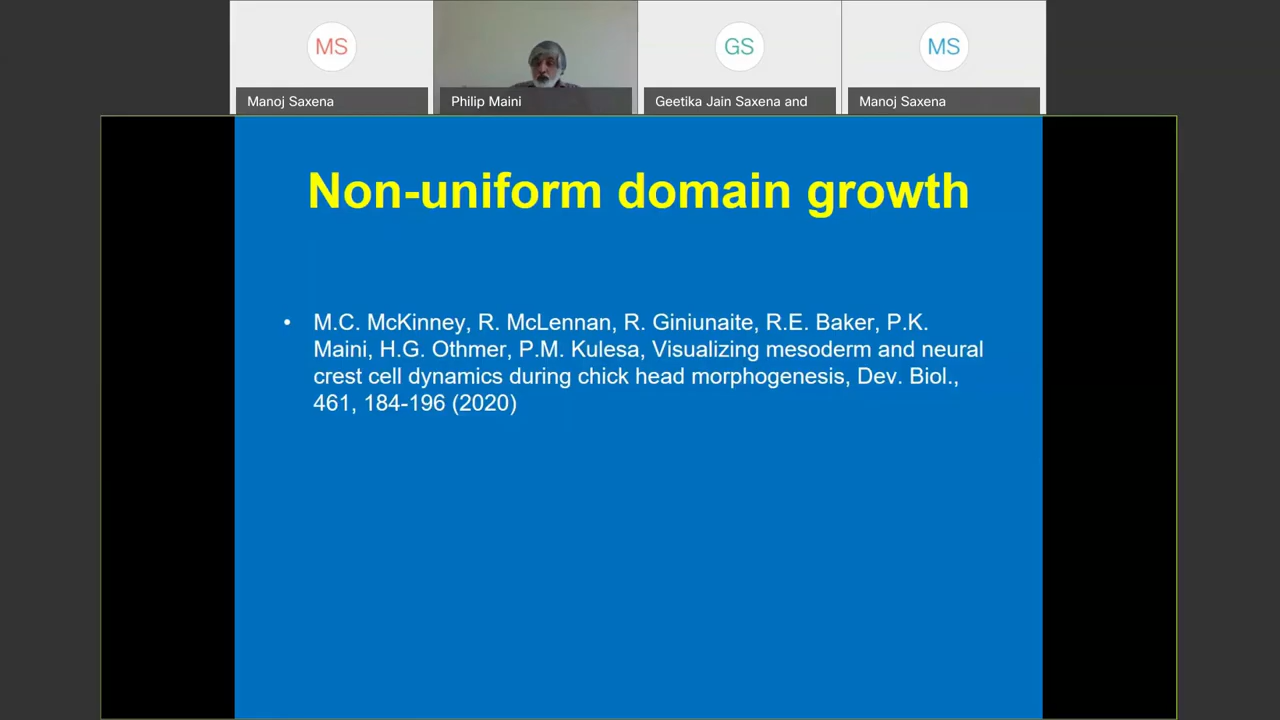 MS
GS
MS
Manoj Saxena
Philip Maini
Geetika Jain Saxena and
Manoj Saxena
Non-uniform domain growth
• M.C. McKinney, R. McLennan, R. Giniunaite, R.E. Baker, P.K.
Maini, H.G. Othmer, P.M. Kulesa, Visualizing mesoderm and neural
crest cell dynamics during chick head morphogenesis, Dev. Biol.,
461, 184-196 (2020)